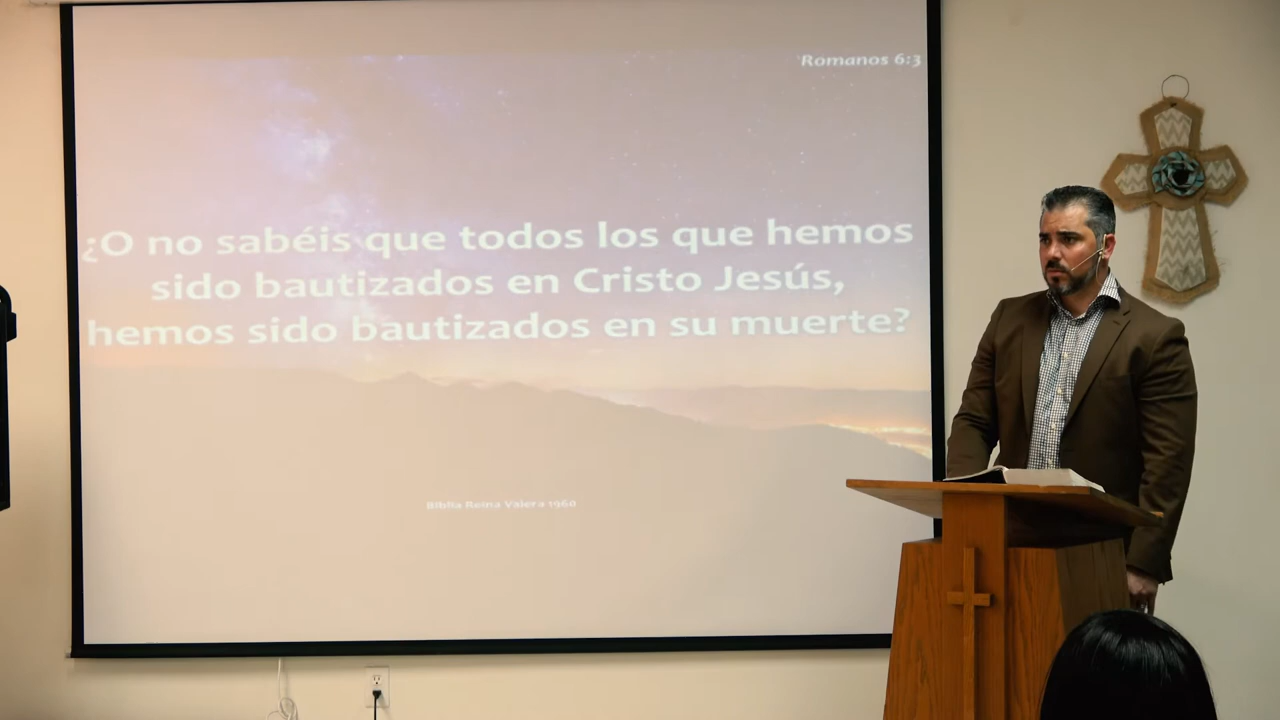 Romanos 6:3
¿O no sabéis que todos los que hemos
sido bautizados en Cristo Jesús,
hemos sido bautizados en su muerte?
Biblia Reina Valera 1960